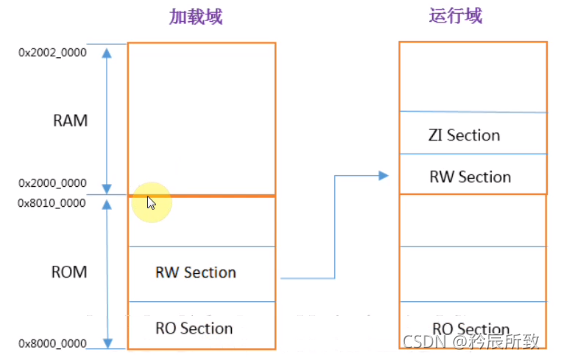 加载域
运行域
0x2002_0000
RAM
ZI Section
RW Section
0x2000_0000
0x8010_0000
ROM
RW Section
RO Section
RO Section
0x8000_0000
CSDN @矜辰所致